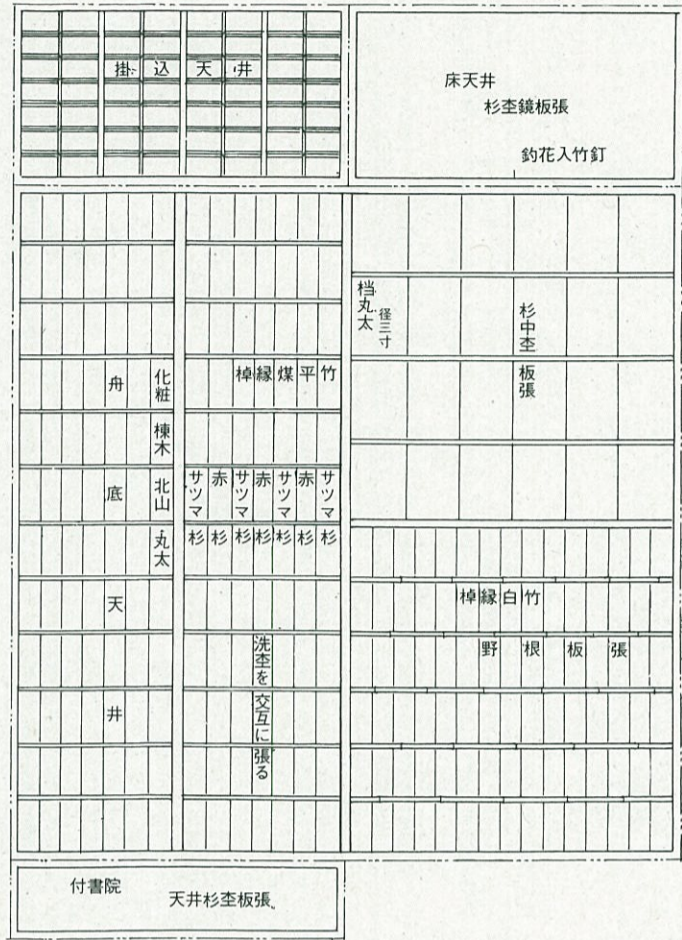 掛込天井
床天井
杉杢鏡板張
釣花入竹釘
档丸太
径三寸
杉中杢板張
舟底天井
化粧棟木北山丸太
棹縁煤平竹
サツマ杉
赤杉
サツマ杉
赤杉
サツマ杉
赤杉
サツマ杉
洗杢を交互に張る
棹縁白竹
野根板張
付書院
天井杉杢板張